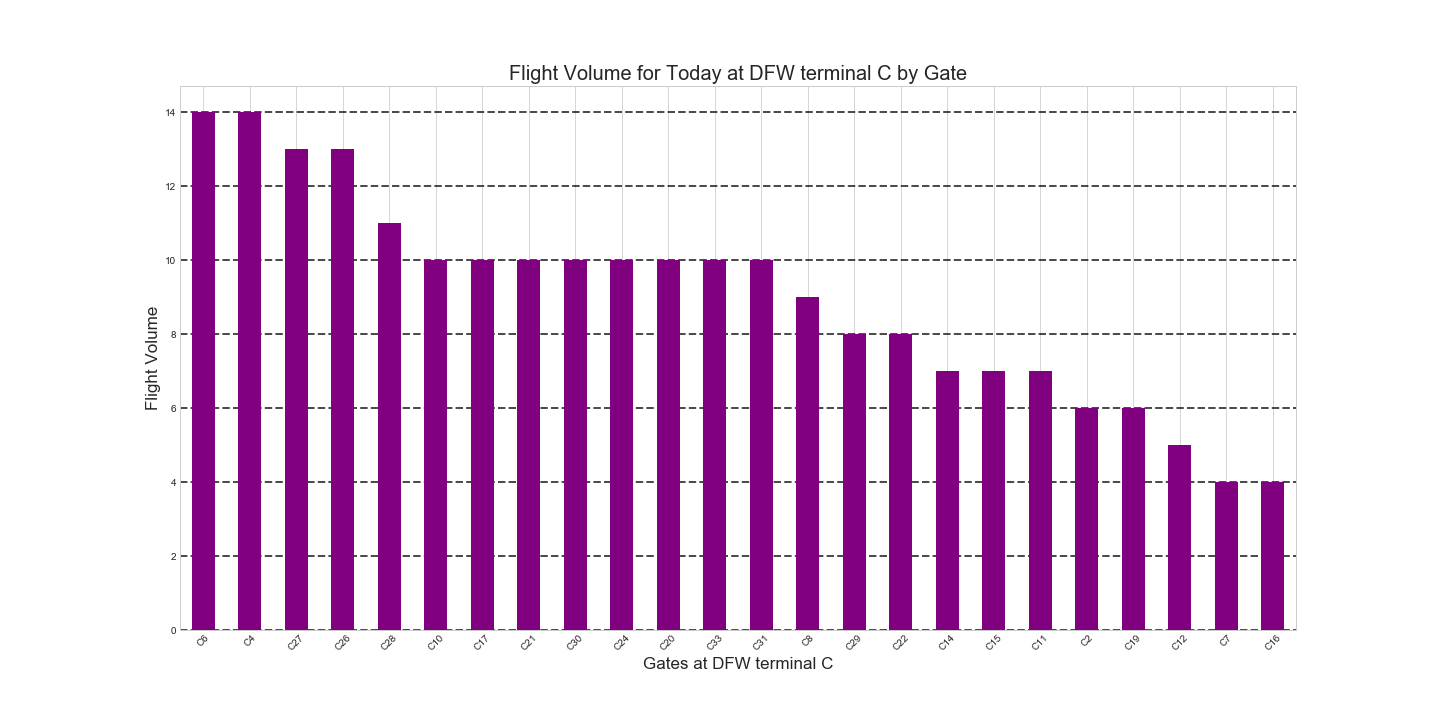 Flight Volume for Today at DFW terminal C by Gate
14
12
10
8
6
4
2
0
Flight Volume
C6 C4 C27 C26 C28 C10 C17 C21 C30 C24 C20 C33 C31 C8 C29 C22 C14 C15 C11 C2 C19 C12 C7 C16
Gates at DFW terminal C